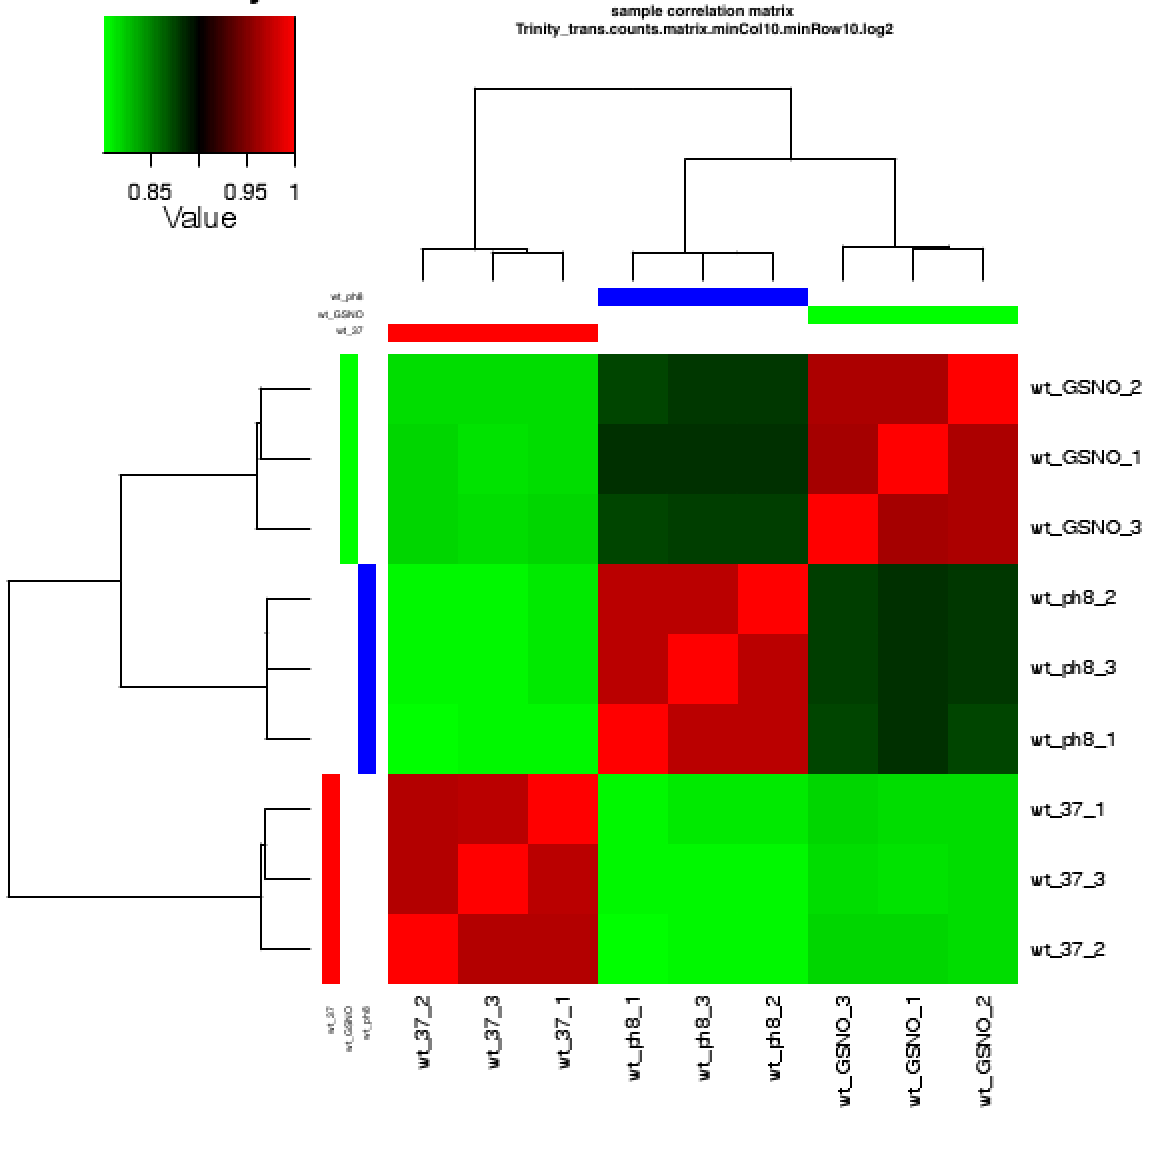 sample correlation matrix
Trinity_trans.counts.matrix.minCol10.minRow10.log2
0.85 0.95 1
Value
wt_ph8
wt_GSNO
wt_37
wt_GSNO_2
wt_GSNO_1
wt_GSNO_3
wt_ph8_2
wt_ph8_3
wt_ph8_1
wt_37_1
wt_37_3
wt_37_2
wt_37
wt_GSNO
wt_ph8
wt_37_2
wt_37_3
wt_37_1
wt_ph8_1
wt_ph8_3
wt_ph8_2
wt_GSNO_3
wt_GSNO_1
wt_GSNO_2